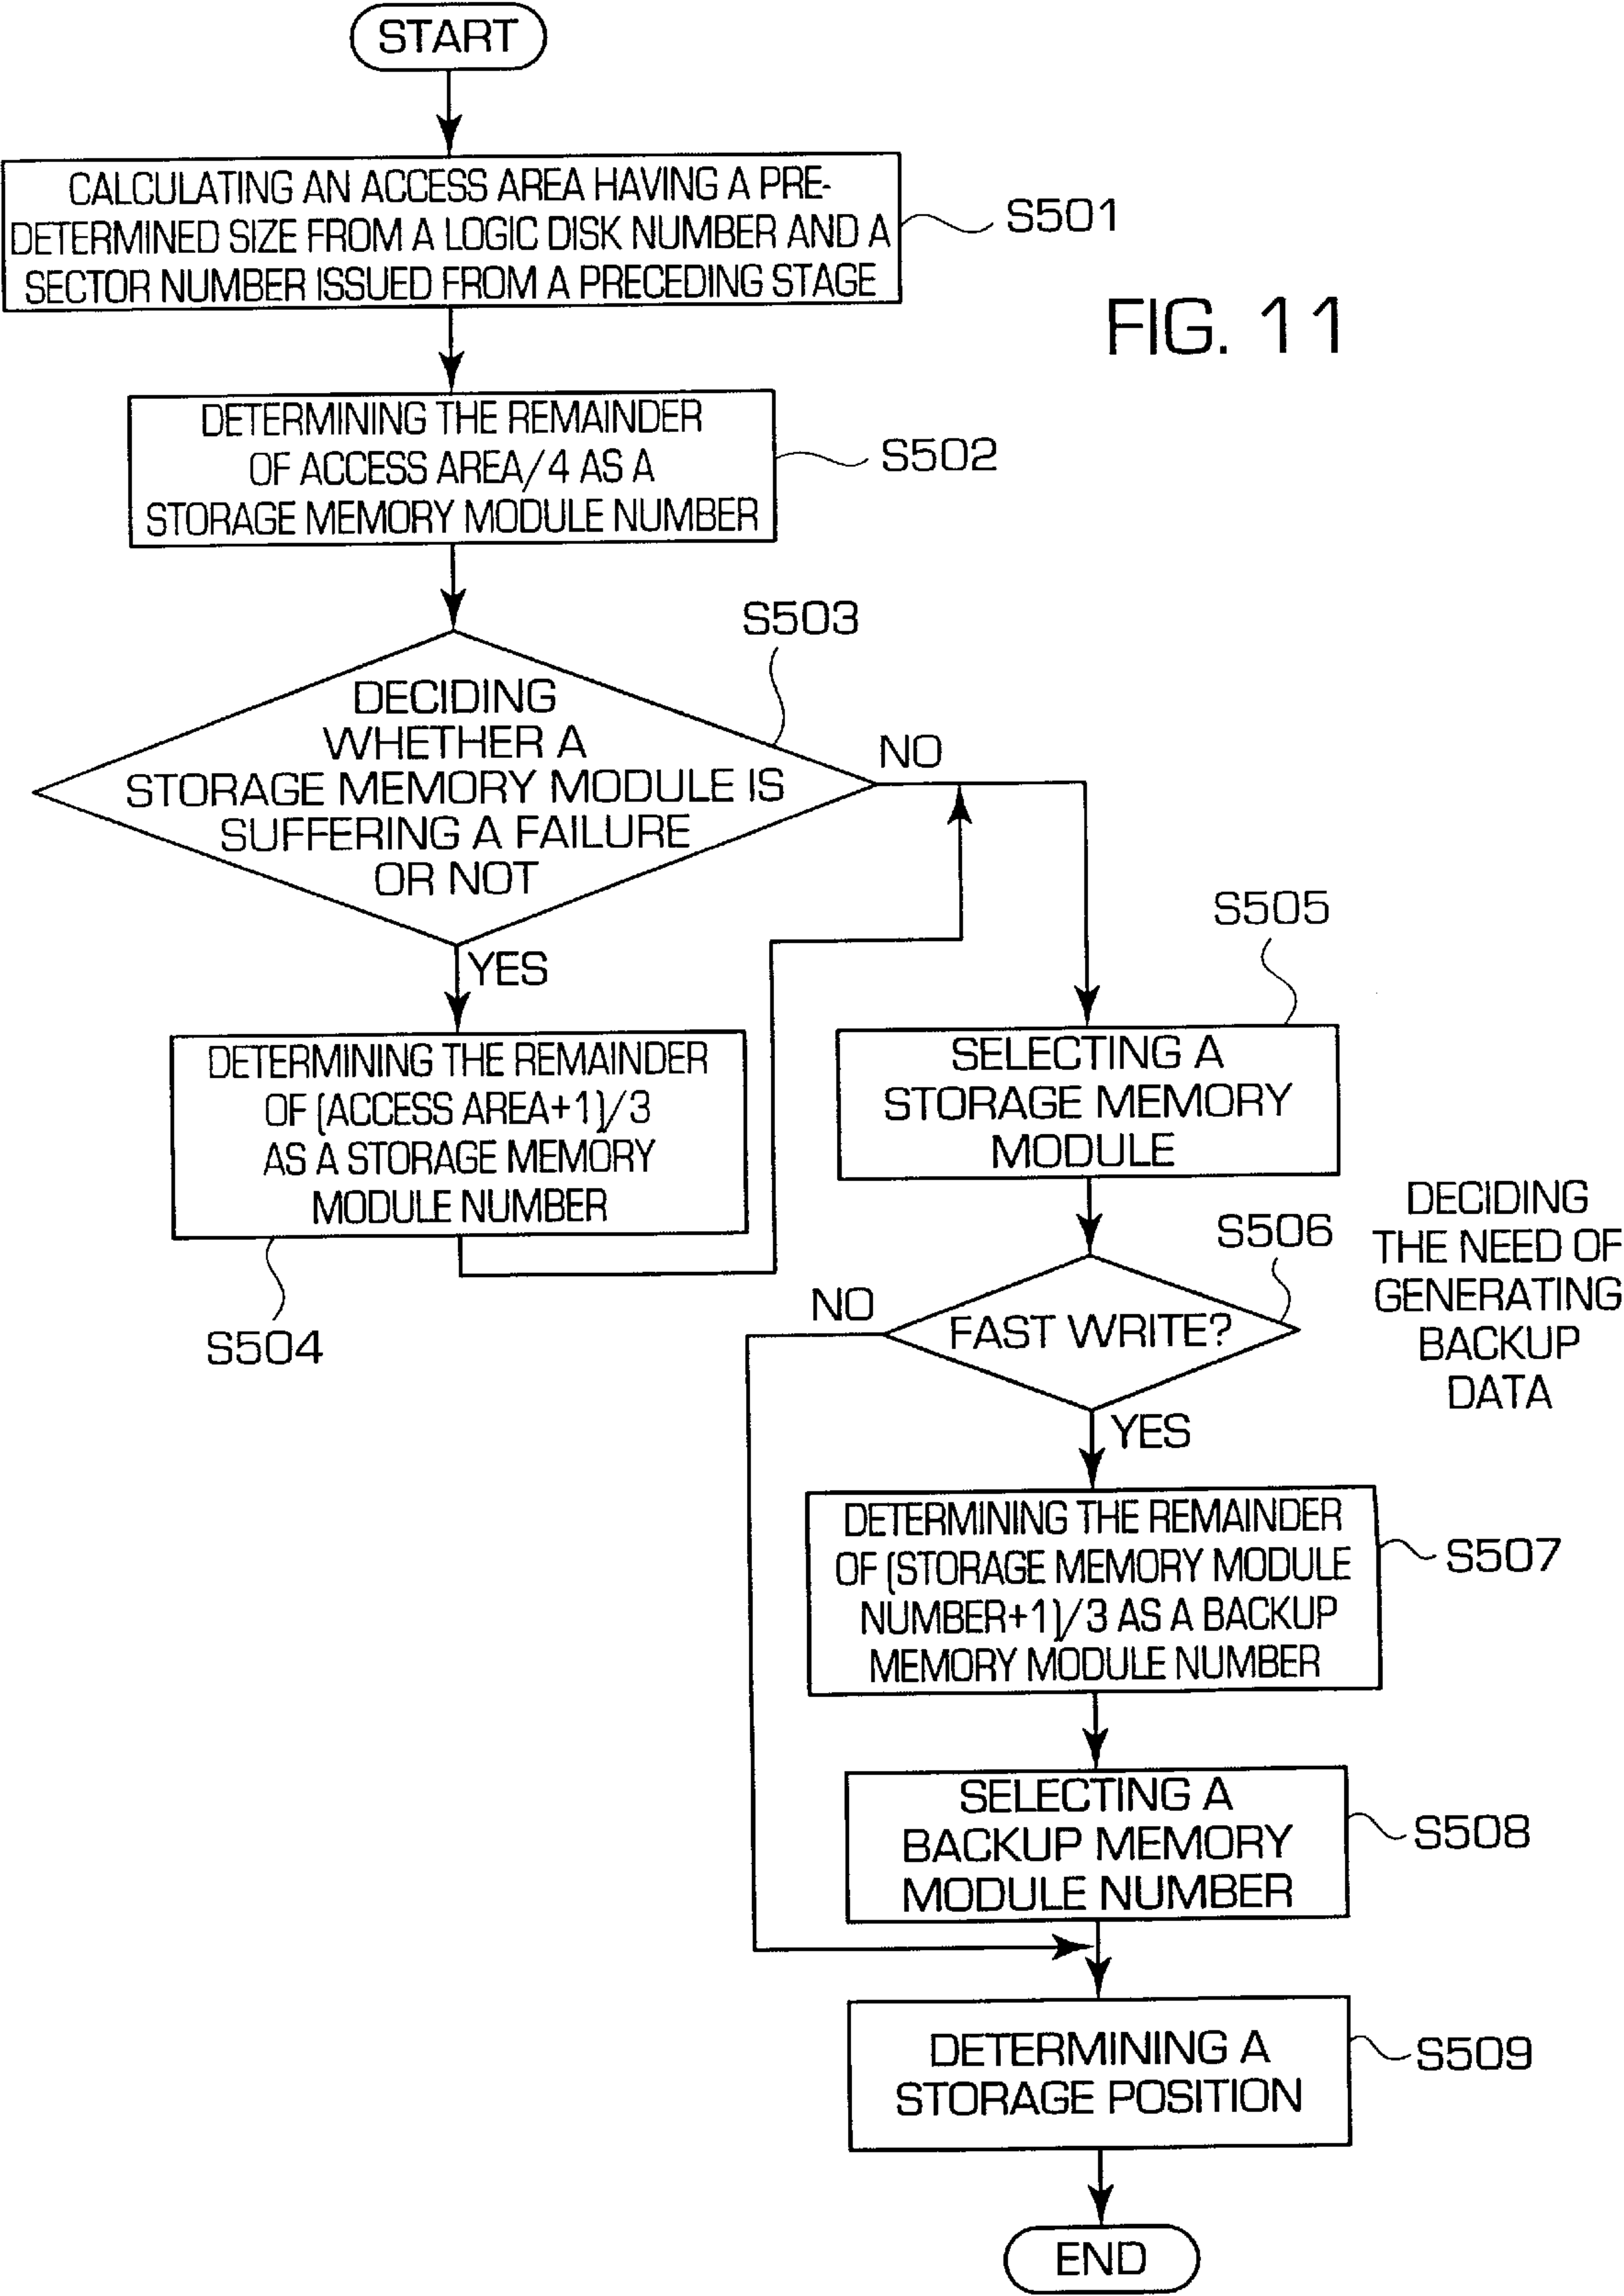 START
CALCULATING AN ACCESS AREA HAVING A PRE-
DETERMINED SIZE FROM A LOGIC DISK NUMBER AND A
SECTOR NUMBER ISSUED FROM A PRECEDING STAGE
S501
FIG. 11
DETERMINING THE REMAINDER
OF ACCESS AREA/4 AS A
STORAGE MEMORY MODULE NUMBER
S502
S503
DECIDING
WHETHER A
STORAGE MEMORY MODULE IS
SUFFERING A FAILURE
OR NOT
NO
YES
DETERMINING THE REMAINDER
OF (ACCESS AREA+1)/3
AS A STORAGE MEMORY
MODULE NUMBER
S504
S505
SELECTING A
STORAGE MEMORY
MODULE
S506
DECIDING
THE NEED OF
GENERATING
BACKUP
DATA
NO
FAST WRITE?
YES
DETERMINING THE REMAINDER
OF (STORAGE MEMORY MODULE
NUMBER+1)/3 AS A BACKUP
MEMORY MODULE NUMBER
S507
SELECTING A
BACKUP MEMORY
MODULE NUMBER
S508
DETERMINING A
STORAGE POSITION
S509
END